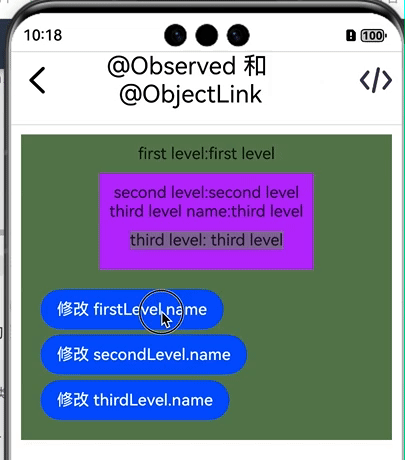 10:18
100
@Observed 和
@ObjectLink
first level:first level
second level:second level
third level name:third level
third level: third level
修改 firstLevel.name
修改 secondLevel.name
修改 thirdLevel.name